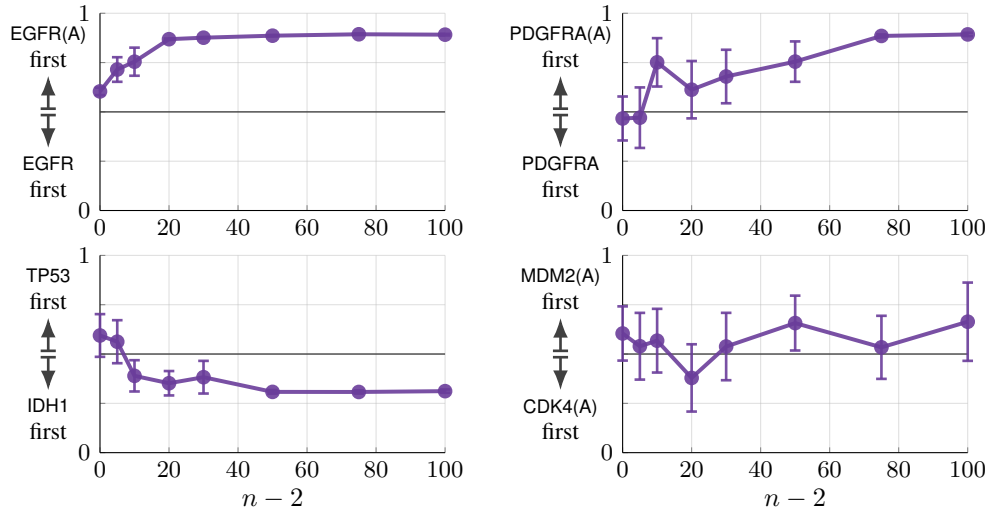 1
EGFR(A)
first
EGFR
first
0
0 20 40 60 80 100
1
PDGFRA(A)
first
PDGFRA
first
0
0 20 40 60 80 100
1
TP53
first
IDH1
first
0
0 20 40 60 80 100
n − 2
1
MDM2(A)
first
CDK4(A)
first
0
0 20 40 60 80 100
n − 2